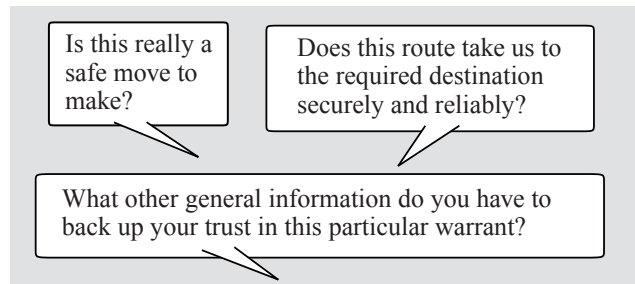 Is this really a
safe move to
make?
Does this route take us to
the required destination
securely and reliably?
What other general information do you have to
back up your trust in this particular warrant?